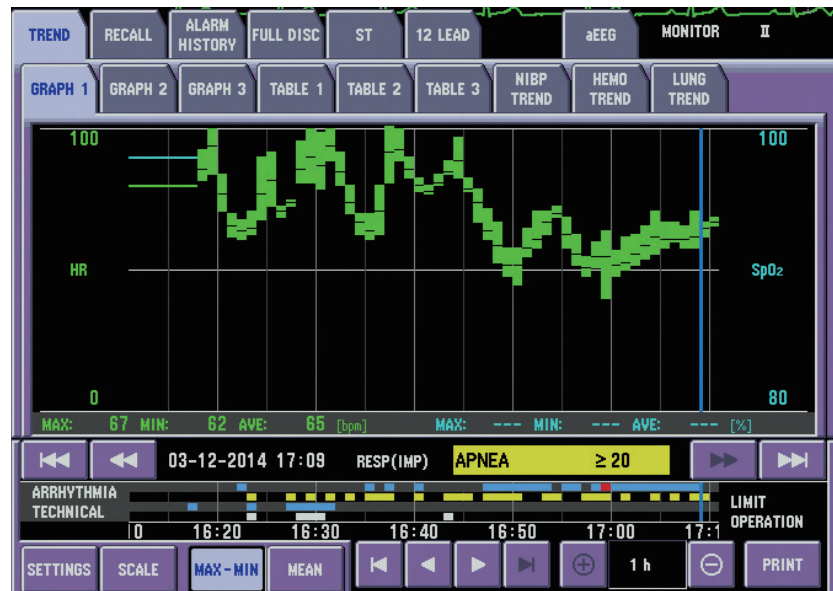 TREND RECALL ALARM HISTORY FULL DISC ST 12 LEAD aEEG MONITOR II
GRAPH 1 GRAPH 2 GRAPH 3 TABLE 1 TABLE 2 TABLE 3 NIBP TREND HEMO TREND LUNG TREND
100 100
HR SpO2
0 80
MAX: 67 MIN: 62 AVE: 65 [bpm] MAX: --- MIN: --- AVE: --- [%]
03-12-2014 17:09 RESP(IMP) APNEA ≥ 20
ARRHYTHMIA
TECHNICAL
LIMIT
OPERATION
0 16:20 16:30 16:40 16:50 17:00 17:1
SETTINGS SCALE MAX-MIN MEAN 1 h PRINT